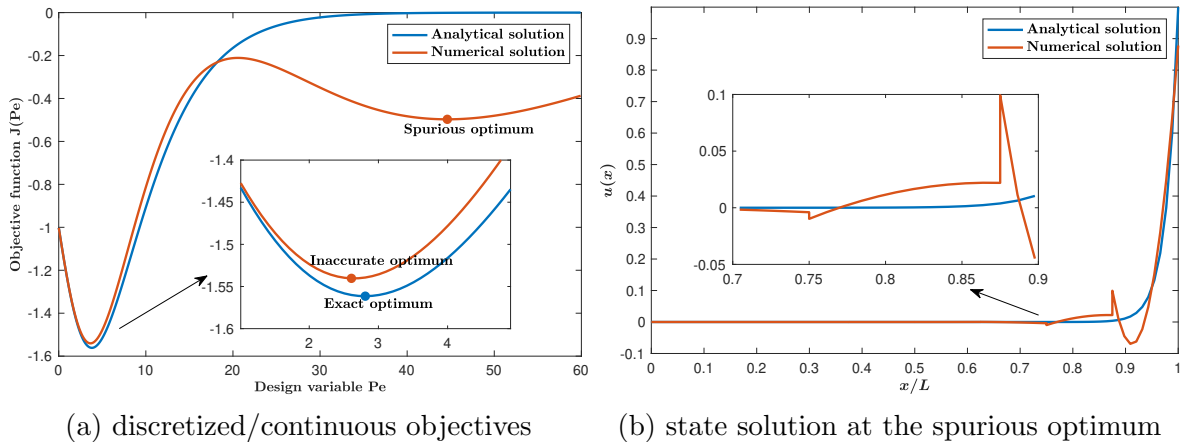 0
-0.2
-0.4
-0.6
-0.8
-1
-1.2
-1.4
-1.6
0 10 20 30 40 50 60
Objective function J(Pe)
Design variable Pe
Analytical solution
Numerical solution
Spurious optimum
-1.4
-1.45
-1.5
-1.55
-1.6
2 3 4
Inaccurate optimum
Exact optimum
(a) discretized/continuous objectives
0.9
0.8
0.7
0.6
0.5
0.4
0.3
0.2
0.1
0
-0.1
0 0.1 0.2 0.3 0.4 0.5 0.6 0.7 0.8 0.9 1
u(x)
x/L
Analytical solution
Numerical solution
0.1
0.05
0
-0.05
0.7 0.75 0.8 0.85 0.9
(b) state solution at the spurious optimum